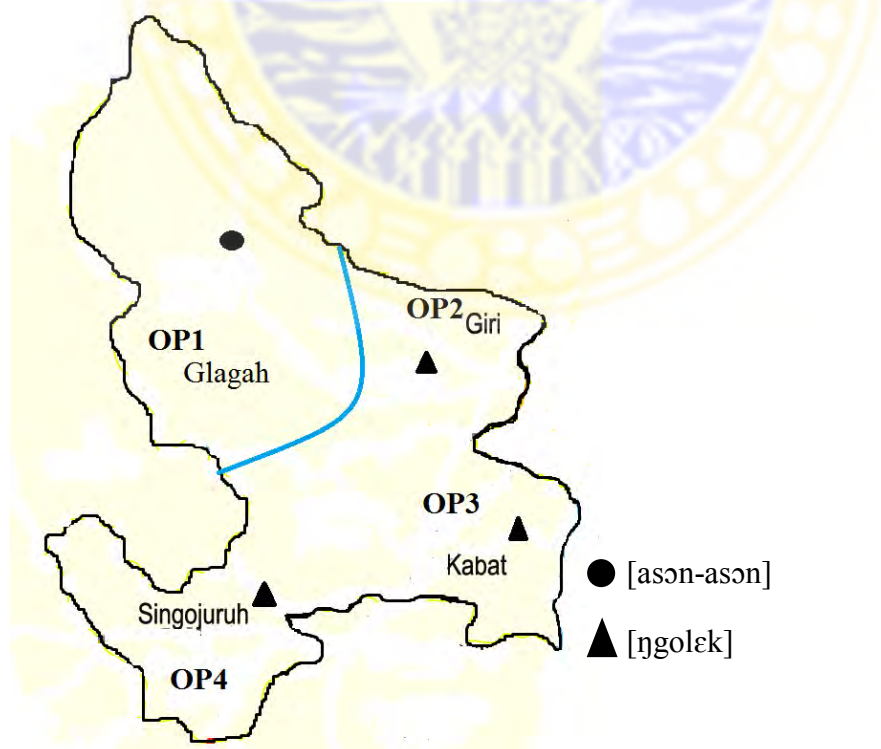 OP2
Giri
OP1
Glagah
OP3
Kabat
[asɔn-asɔn]
Singojuruh
[ŋgolɛk]
OP4